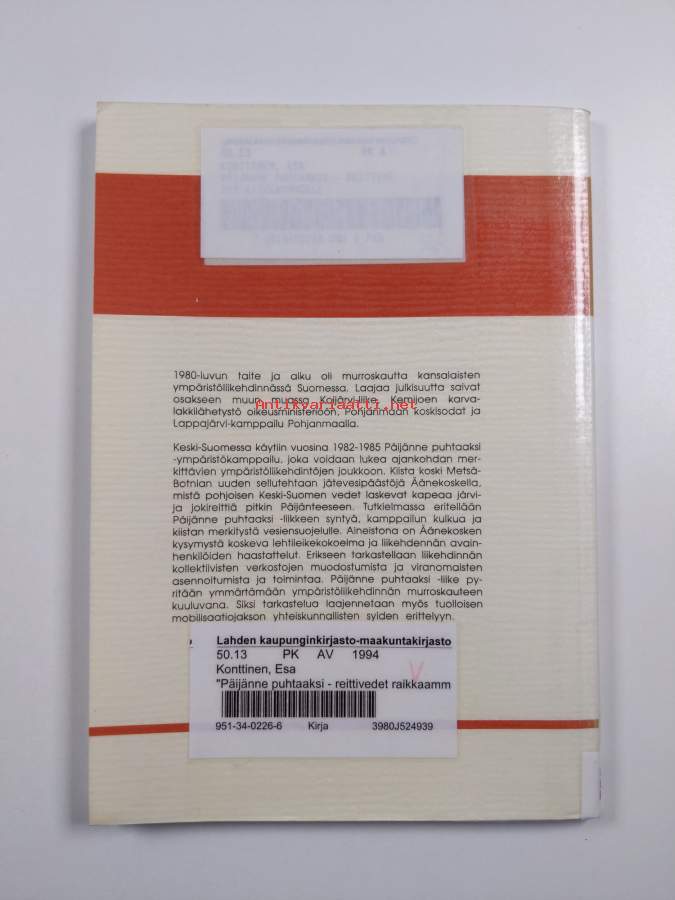 1980-luvun taite ja alku oli murroskautta kansalaisten
ympäristöliikehdinnässä Suomessa. Laajaa julkisuutta saivat
osakseen muun muassa Koijärvi-liike, Kemijoen karva-
Antikvariaatti.net
lakkilähetystö oikeusministeriöön, Pohjanmaan koskisodat ja
Lappajärvi-kamppailu Pohjanmaalla.
Keski-Suomessa käytiin vuosina 1982-1985 Päijänne puhtaaksi
-ympäristökamppailu, joka voidaan lukea ajankohdan mer-
kittävien ympäristöliikehdintöjen joukkoon. Kiista koski Metsä-
Botnian uuden sellutehtaan jätevesipäästöjä Äänekoskella,
mistä pohjoisen Keski-Suomen vedet laskevat kapeaa järvi-
ja jokireittiä pitkin Päijänteeseen. Tutkielmassa eritellään
Päijänne puhtaaksi -liikkeen syntyä, kamppailun kulkua ja
kiistan merkitystä vesiensuojelulle. Aineistona on Äänekosken
kysymystä koskeva lehtileikekokoelma ja liikehdennän avain-
henkilöiden haastattelut. Erikseen tarkastellaan liikehdinnän
kollektiivisten verkostojen muodostumista ja viranomaisten
asennoitumista ja toimintaa. Päijänne puhtaaksi -liike py-
ritään ymmärtämään ympäristöliikehdinnän murroskauteen
kuuluvana. Siksi tarkastelua laajennetaan myös tuolloisen
mobilisaatiojakson yhteiskunnallisten syiden erittelyyn.
Lahden kaupunginkirjasto-maakuntakirjasto
50.13 PK AV 1994
Konttinen, Esa
"Päijänne puhtaaksi - reittivedet raikkaamm
951-34-0226-6 Kirja 3980J524939